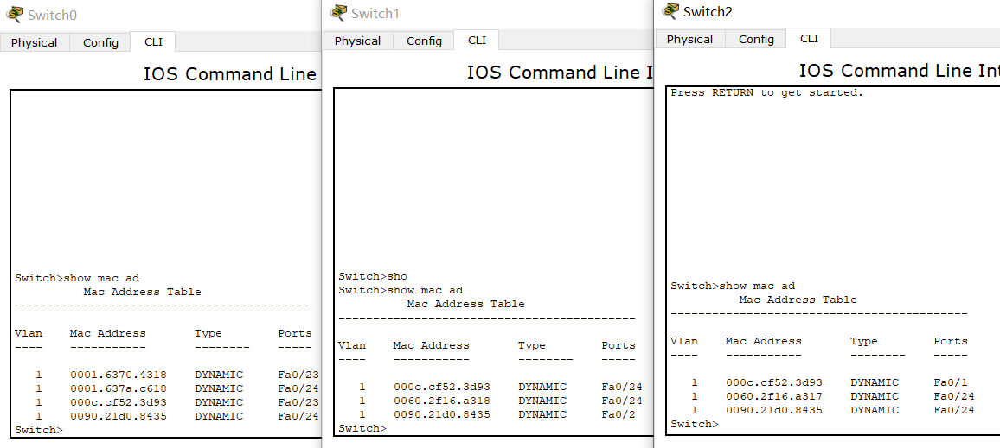 Switch0
Physical Config CLI
IOS Command Line
Switch>show mac ad
Mac Address Table
-------------------------------------------
Vlan Mac Address Type Ports
---- ----------- -------- -----
1 0001.6370.4318 DYNAMIC Fa0/23
1 0001.637a.c618 DYNAMIC Fa0/24
1 000c.cf52.3d93 DYNAMIC Fa0/23
1 0090.21d0.8435 DYNAMIC Fa0/24
Switch>
Switch1
Physical Config CLI
IOS Command Line I
Switch>sho
Switch>show mac ad
Mac Address Table
-------------------------------------------
Vlan Mac Address Type Ports
---- ----------- -------- -----
1 000c.cf52.3d93 DYNAMIC Fa0/24
1 0060.2f16.a318 DYNAMIC Fa0/24
1 0090.21d0.8435 DYNAMIC Fa0/2
Switch>
Switch2
Physical Config CLI
IOS Command Line Int
Press RETURN to get started.
Switch>show mac ad
Mac Address Table
-------------------------------------------
Vlan Mac Address Type Ports
---- ----------- -------- -----
1 000c.cf52.3d93 DYNAMIC Fa0/1
1 0060.2f16.a317 DYNAMIC Fa0/24
1 0090.21d0.8435 DYNAMIC Fa0/24
Switch>